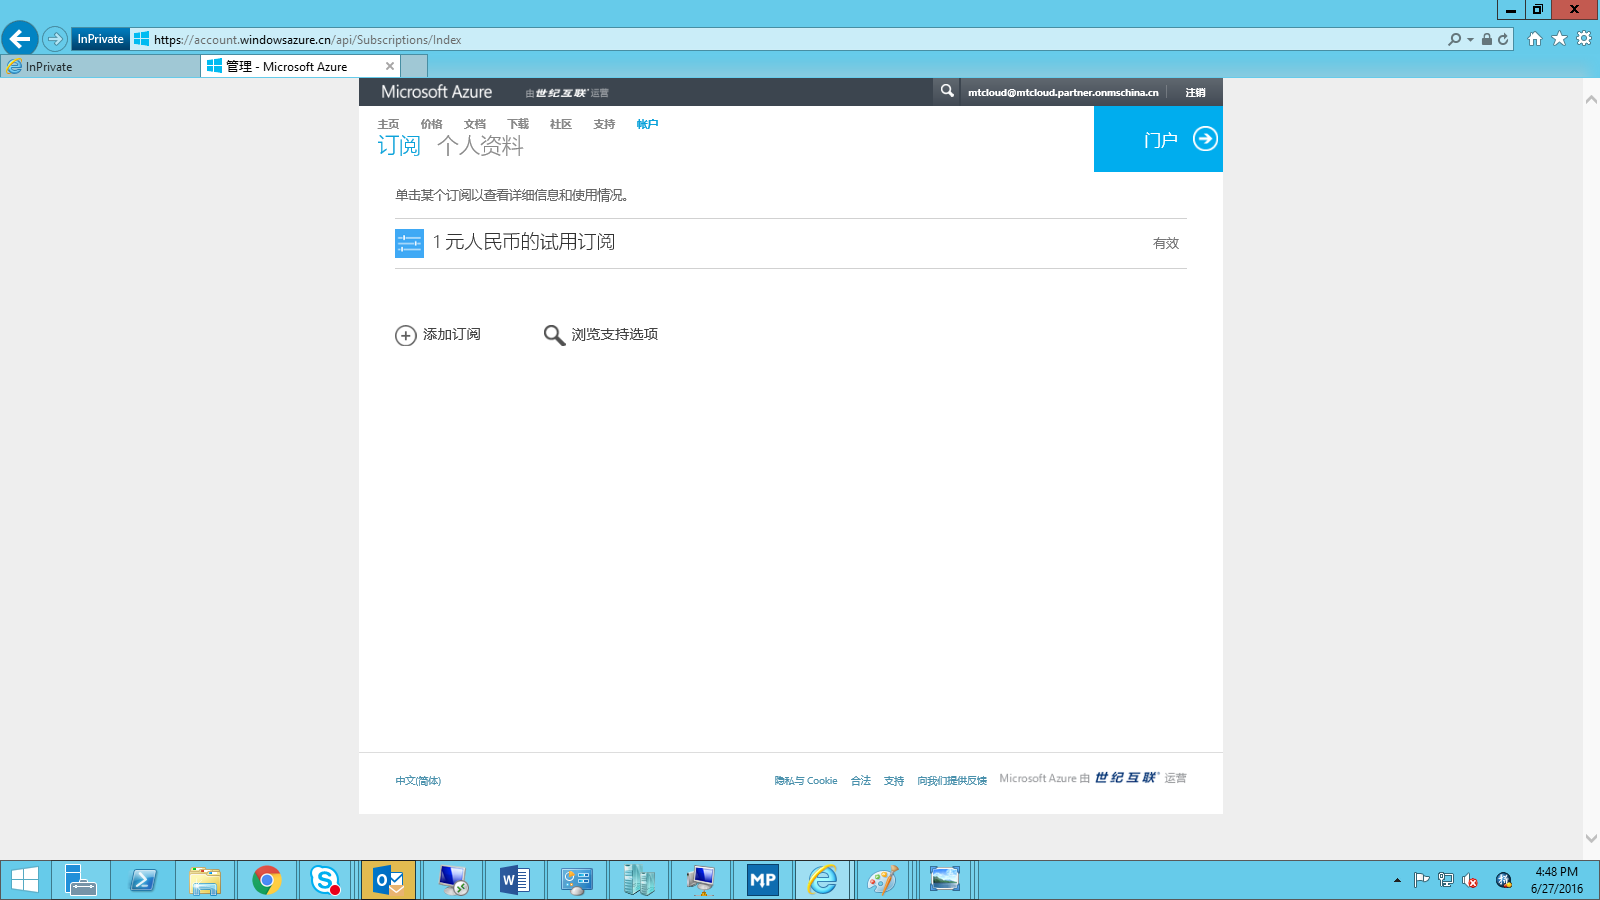 InPrivate https://account.windowsazure.cn/api/Subscriptions/Index
InPrivate
管理 - Microsoft Azure
Microsoft Azure 由世纪互联运营 mtcloud@mtcloud.partner.onmschina.cn 注销
主页 价格 文档 下载 社区 支持 帐户
订阅 个人资料
门户
单击某个订阅以查看详细信息和使用情况。
1 元人民币的试用订阅 有效
添加订阅 浏览支持选项
中文(简体) 隐私与 Cookie 合法 支持 向我们提供反馈 Microsoft Azure 由 世纪互联 运营
MP
4:48 PM
6/27/2016